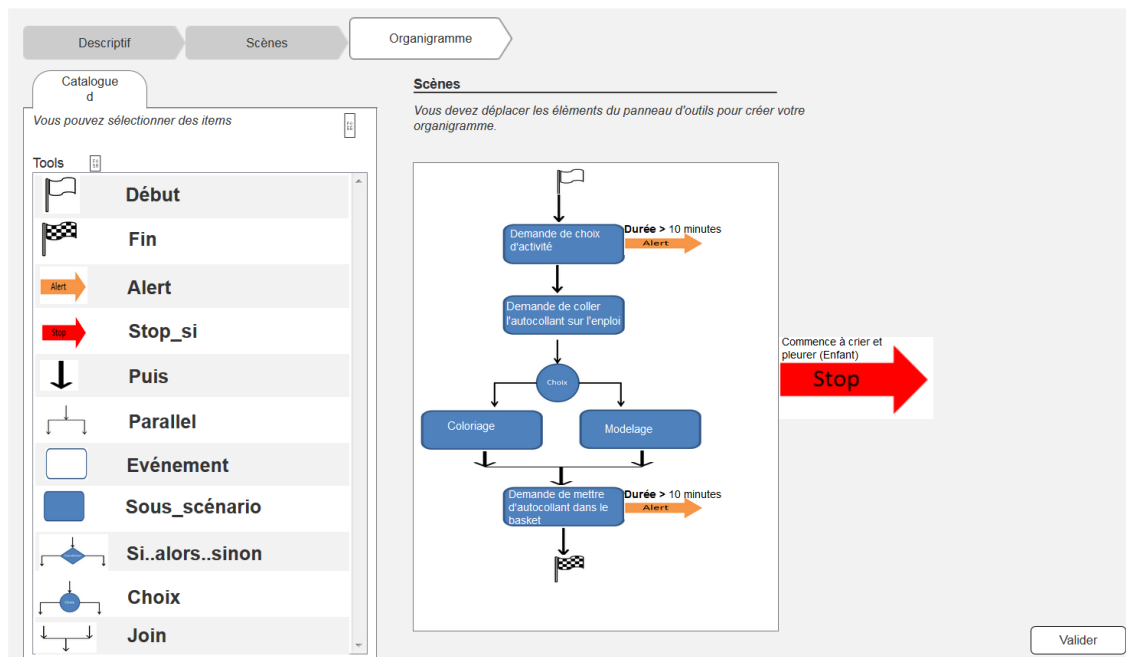 Descriptif
Scènes
Organigramme
Catalogue
d
Vous pouvez sélectionner des items
Tools
Début
Fin
Alert
Alert
Stop
Stop_si
Puis
Parallel
Evénement
Sous_scénario
Si..alors..sinon
Choix
Join
Scènes
Vous devez déplacer les élèments du panneau d'outils pour créer votre
organigramme.
Demande de choix
d'activité
Durée > 10 minutes
Alert
Demande de coller
l'autocollant sur l'enploi
Choix
Coloriage
Modelage
Demande de mettre
d'autocollant dans le
basket
Durée > 10 minutes
Alert
Commence à crier et
pleurer (Enfant)
Stop
Valider